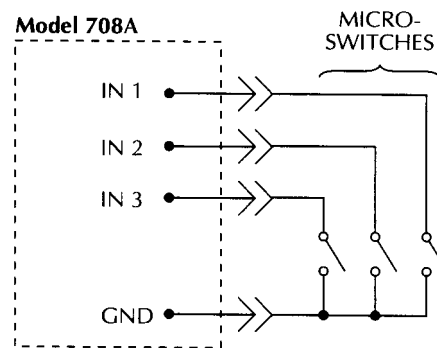 Model 708A
MICRO-
SWITCHES
IN 1
IN 2
IN 3
GND